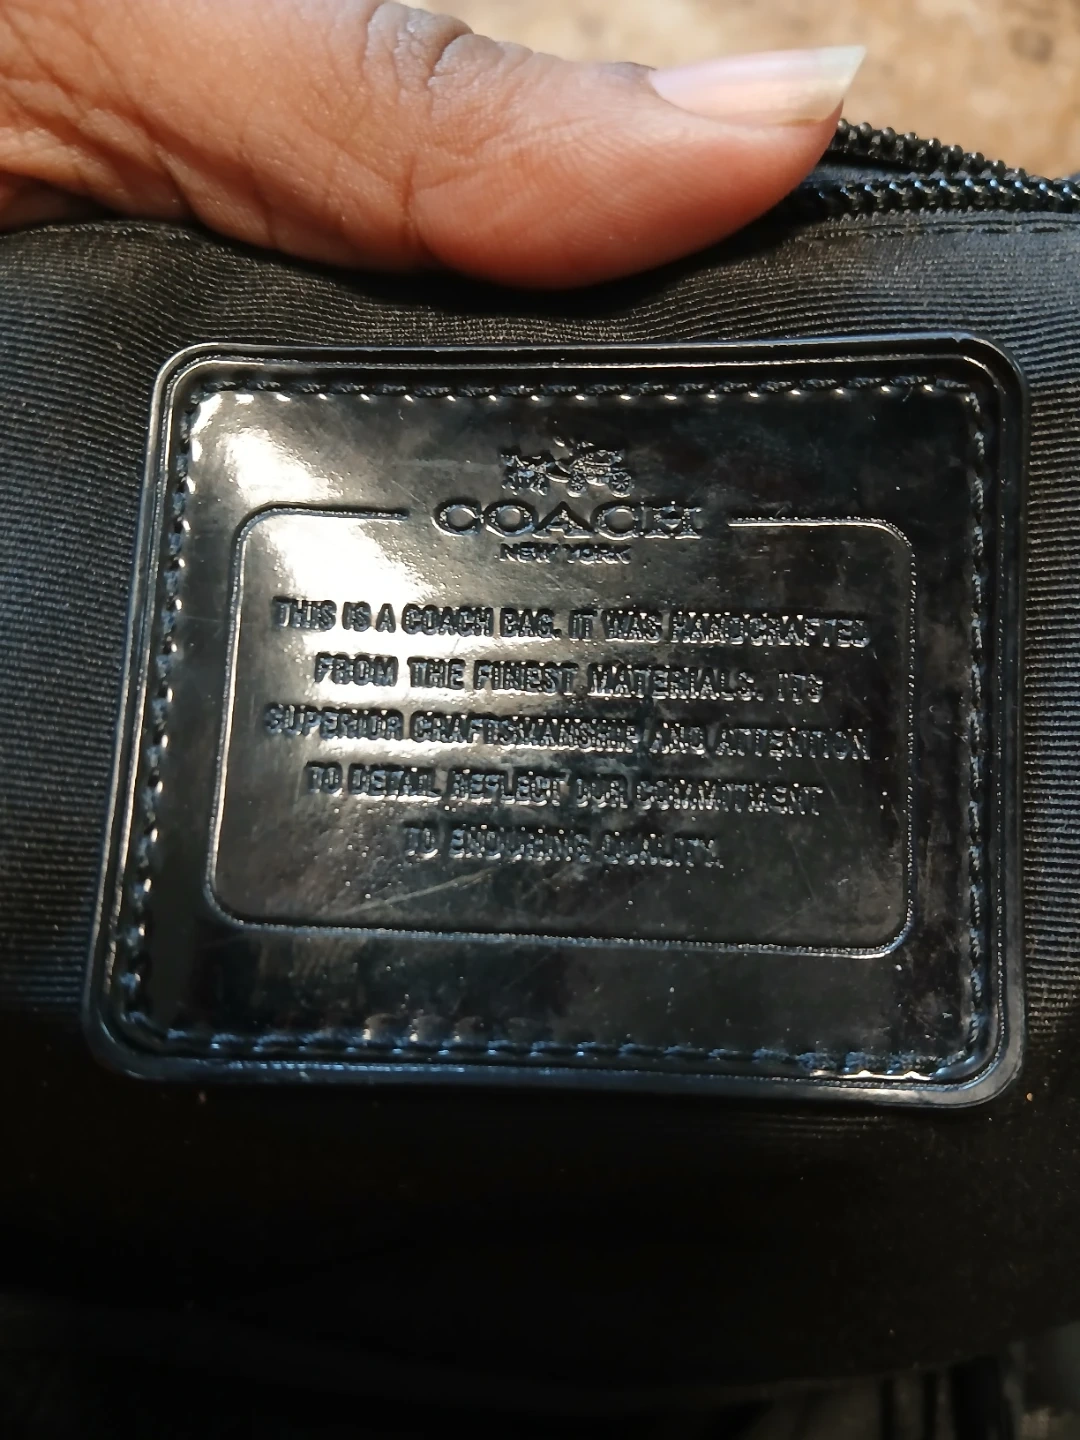 COACH
NEW YORK
THIS IS A COACH BAG. IT WAS HANDCRAFTED
FROM THE FINEST MATERIALS. ITS
SUPERIOR CRAFTSMANSHIP AND ATTENTION
TO DETAIL REFLECT OUR COMMITMENT
TO ENDURING QUALITY.